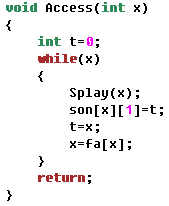 void Access(int x)
{
    int t=0;
    while(x)
    {
        Splay(x);
        son[x][1]=t;
        t=x;
        x=fa[x];
    }
    return;
}